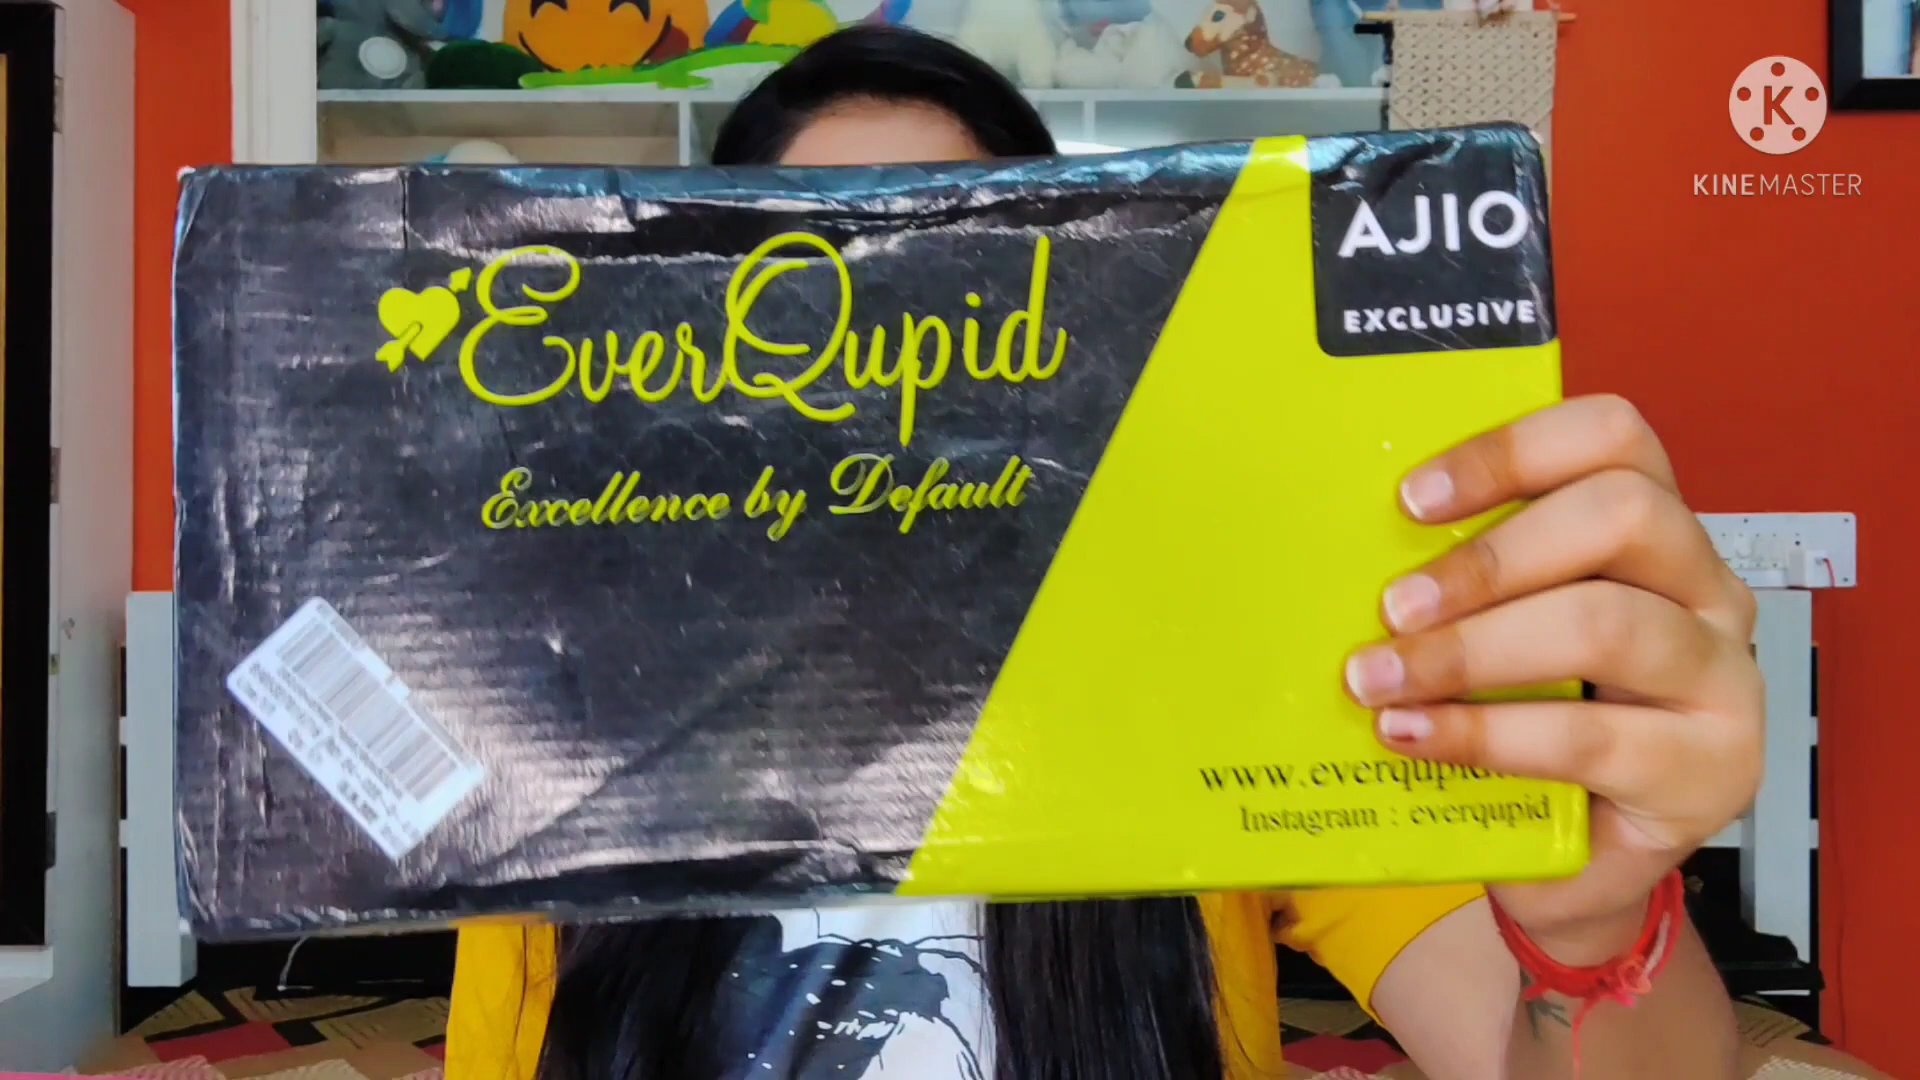 K
KINEMASTER
AJIO
EXCLUSIVE
EverQupid
Excellence by Default
Instagram : everqupid